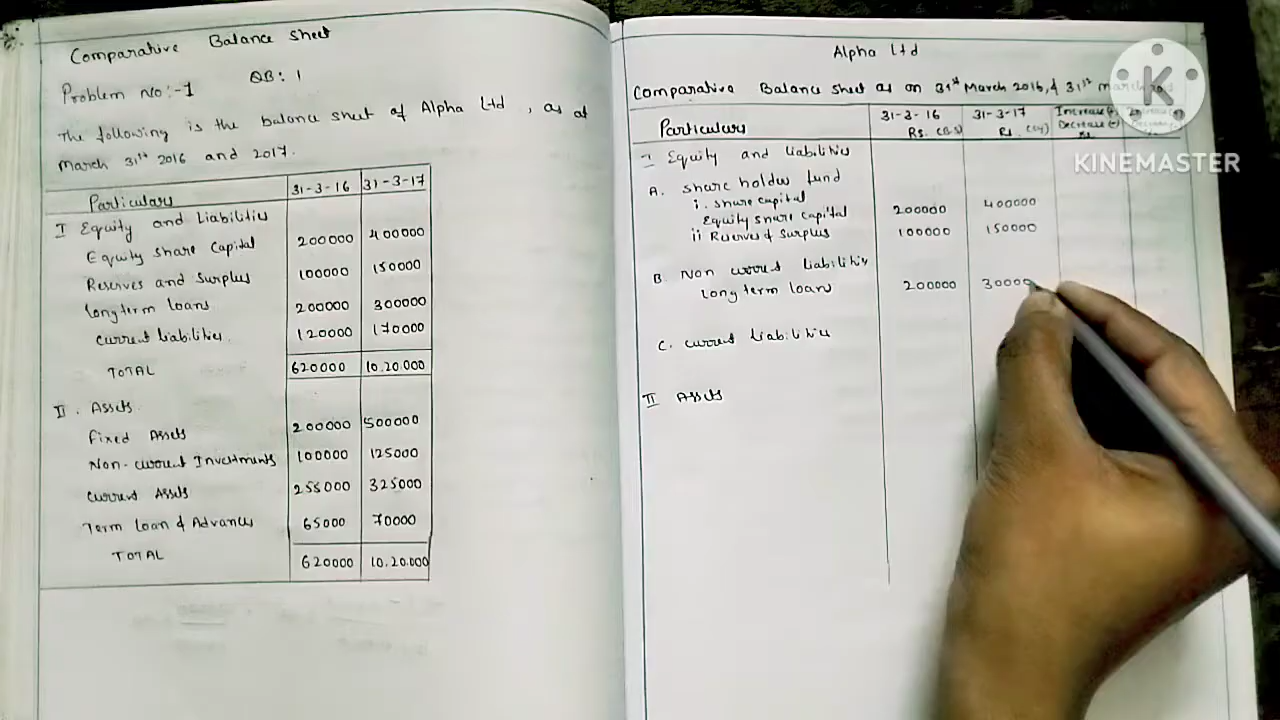 Comparative Balance sheet
Problem No:-1 QB: 1
The following is the balance sheet of Alpha Ltd, as at
March 31st 2016 and 2017.
Particulars 31-3-16 31-3-17
I Equity and Liabilities
Equity share Capital 200000 400000
Reserves and Surplus 100000 150000
long term loans 200000 300000
current liabilities. 120000 170000
TOTAL 620000 10.20.000
II. Assets.
fixed Assets 200000 500000
Non-current Investments 100000 125000
current Assets 255000 325000
Term loan & Advances 65000 70000
TOTAL 620000 10.20.000
Alpha Ltd
Comparative Balance sheet as on 31st March 2016, & 31st march
Particulars 31-3-16 Rs. 31-3-17 Rs. Increase (+) Decrease (-)
I Equity and liabilities
A. share holder fund
i. share capital
Equity share capital 200000 400000
ii Reserves & Surplus 100000 150000
B. Non current liabilities
long term loans 200000 30000
C. current liabilities
II Assets
K
KINEMASTER